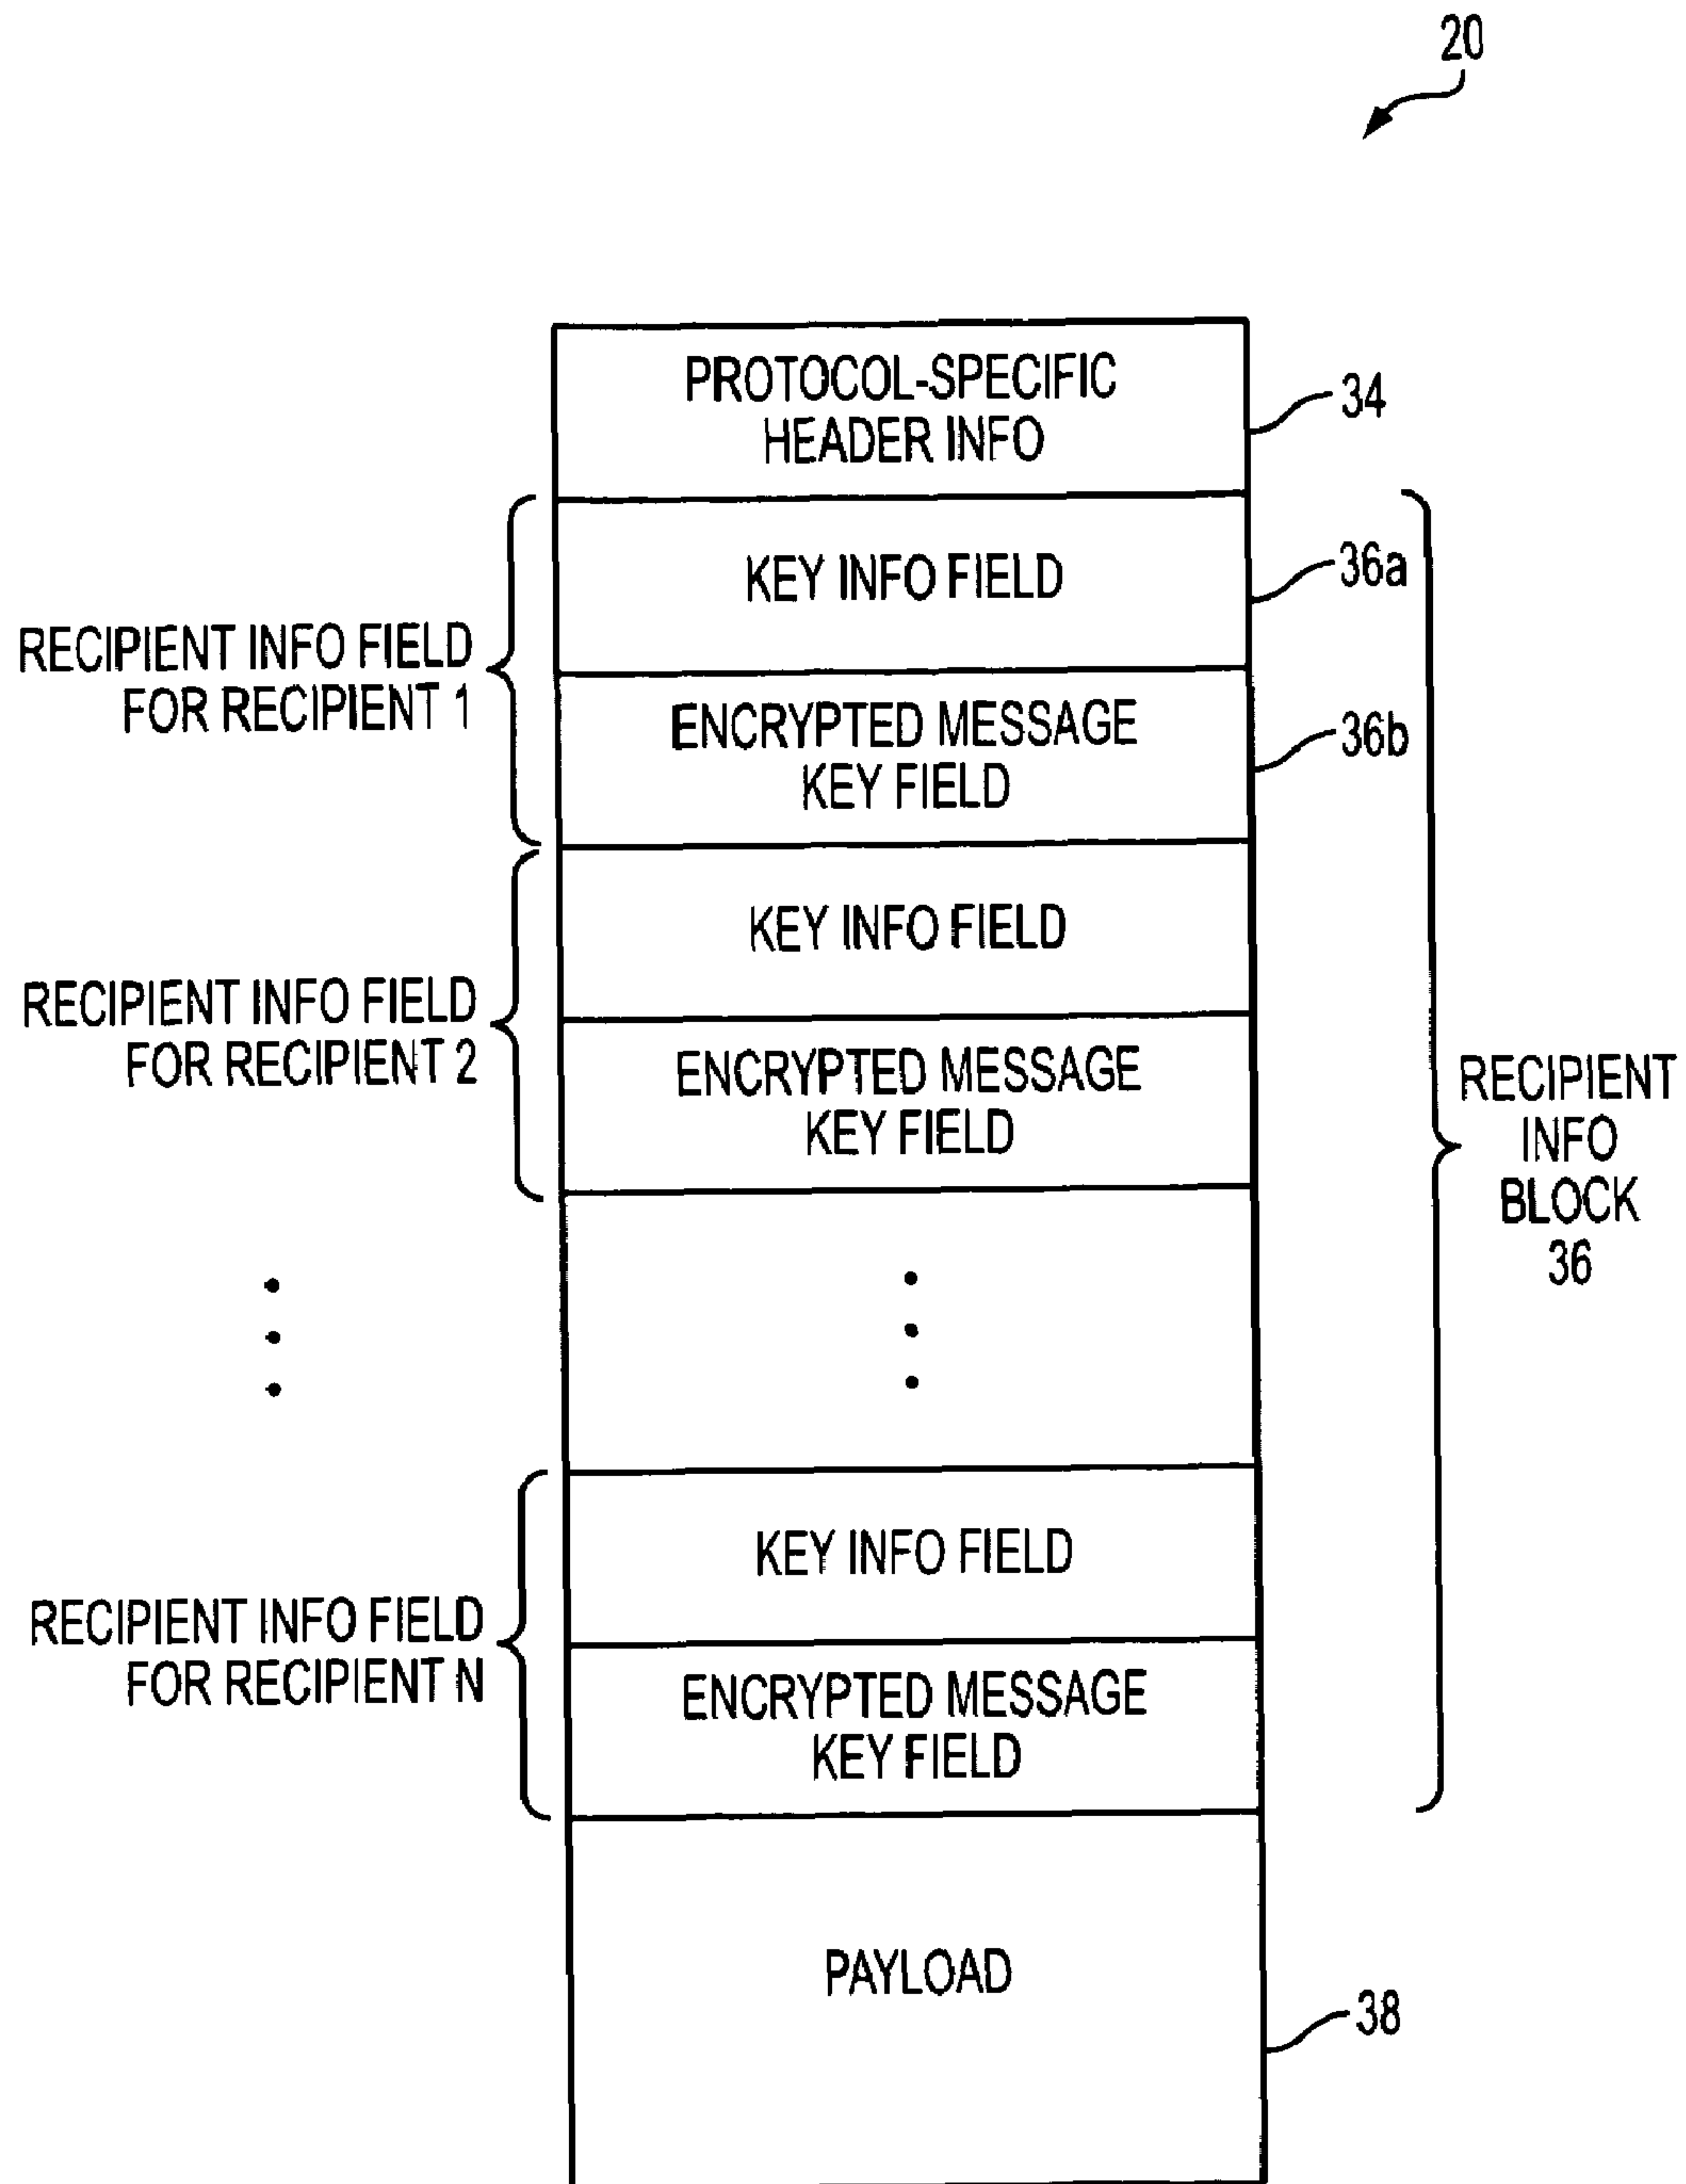 20
PROTOCOL-SPECIFIC
HEADER INFO
34
KEY INFO FIELD
36a
RECIPIENT INFO FIELD
FOR RECIPIENT 1
ENCRYPTED MESSAGE
KEY FIELD
36b
KEY INFO FIELD
RECIPIENT INFO FIELD
FOR RECIPIENT 2
ENCRYPTED MESSAGE
KEY FIELD
RECIPIENT
INFO
BLOCK
36
KEY INFO FIELD
RECIPIENT INFO FIELD
FOR RECIPIENT N
ENCRYPTED MESSAGE
KEY FIELD
PAYLOAD
38